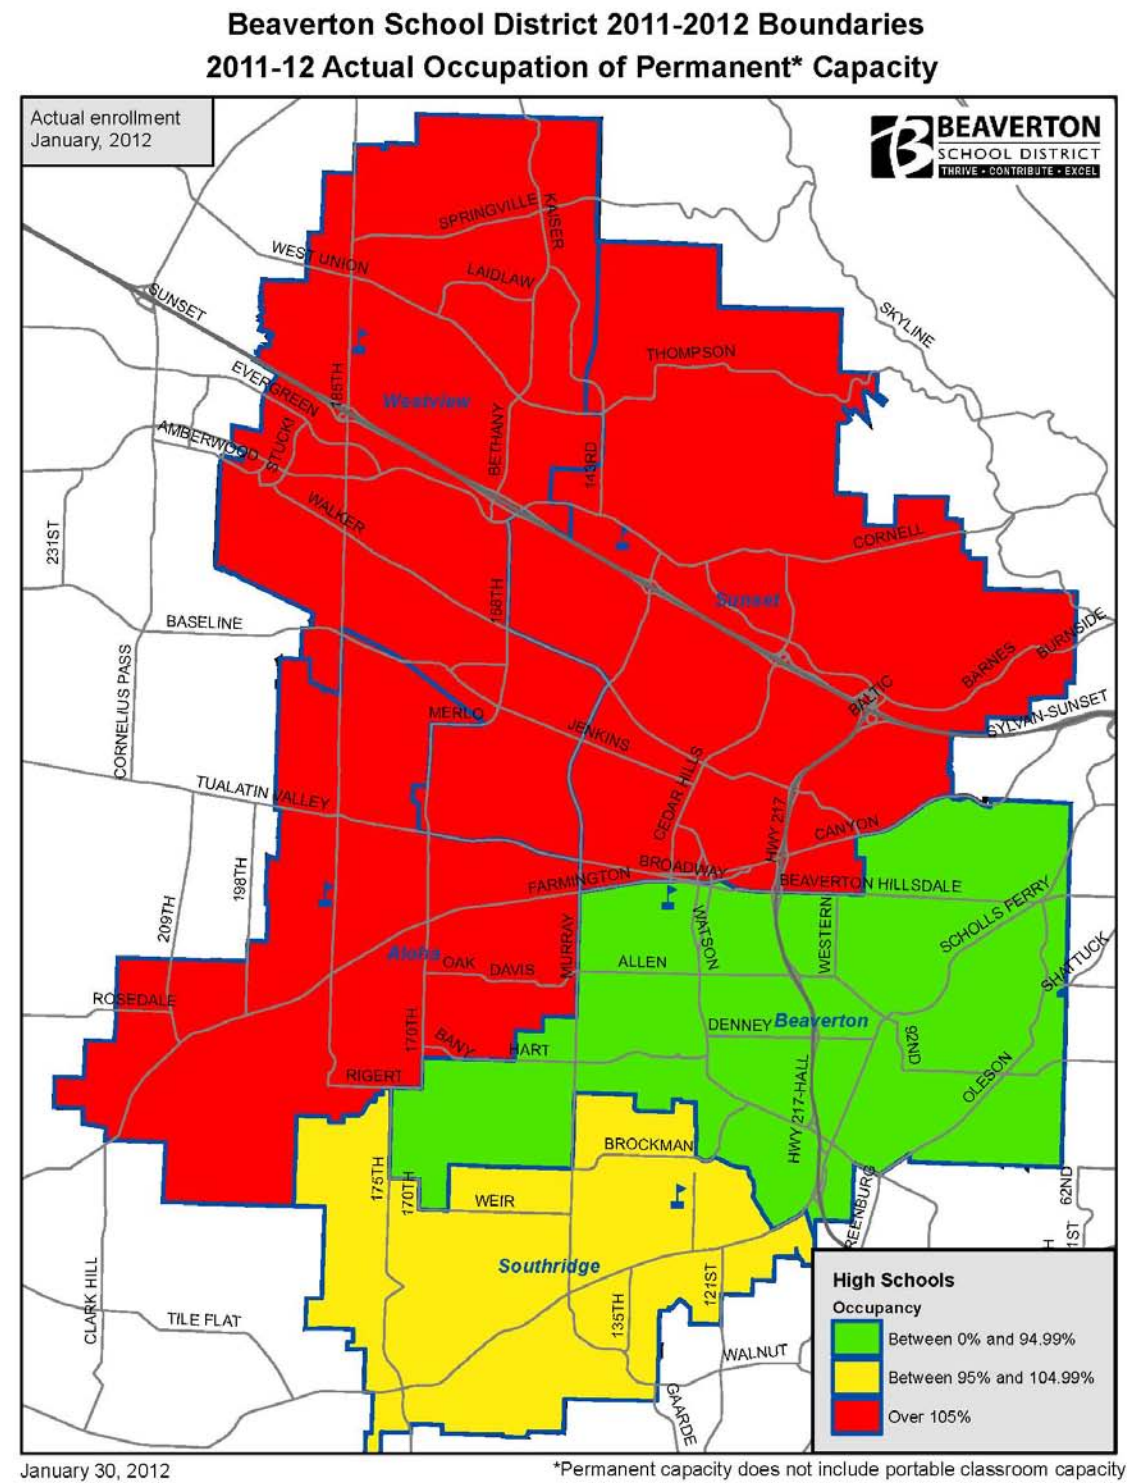 Beaverton School District 2011-2012 Boundaries
2011-12 Actual Occupation of Permanent* Capacity
Actual enrollment
January, 2012
BEAVERTON
SCHOOL DISTRICT
THRIVE • CONTRIBUTE • EXCEL
SPRINGVILLE
KAISER
WEST UNION
LAIDLAW
SUNSET
SKYLINE
THOMPSON
EVERGREEN
185TH
Westview
AMBERWOOD
STUCKI
BETHANY
143RD
WALKER
231ST
CORNELL
158TH
Sunset
BASELINE
BURNSIDE
BARNES
CORNELIUS PASS
BALTIC
MERLO
SYLVAN-SUNSET
JENKINS
TUALATIN VALLEY
CEDAR HILLS
HWY 217
CANYON
198TH
BROADWAY
FARMINGTON
BEAVERTON HILLSDALE
209TH
SCHOLLS FERRY
WATSON
WESTERN
MURRAY
Aloha
OAK
DAVIS
ALLEN
SHATTUCK
ROSEDALE
170TH
DENNEY
Beaverton
BANY
HART
92ND
RIGERT
OLESON
HWY 217-HALL
BROCKMAN
175TH
170TH
WEIR
62ND
REENBURG
1ST
H
Southridge
121ST
CLARK HILL
135TH
TILE FLAT
WALNUT
GAARDE
High Schools
Occupancy
Between 0% and 94.99%
Between 95% and 104.99%
Over 105%
January 30, 2012
*Permanent capacity does not include portable classroom capacity